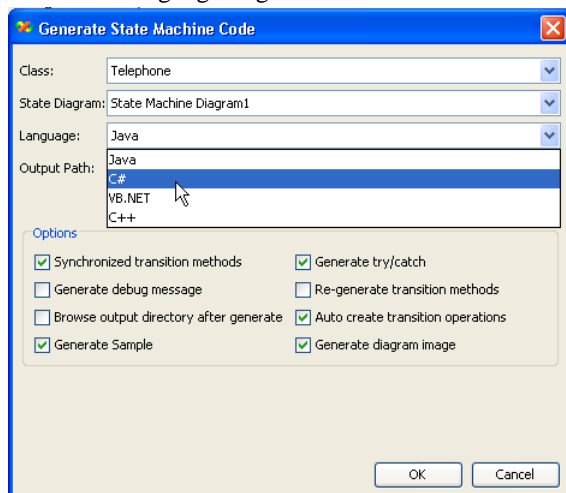 Generate State Machine Code
Class: Telephone
State Diagram: State Machine Diagram1
Language: Java
Output Path:
Java
C#
VB.NET
C++
Options
Synchronized transition methods Generate try/catch
Generate debug message Re-generate transition methods
Browse output directory after generate Auto create transition operations
Generate Sample Generate diagram image
OK Cancel